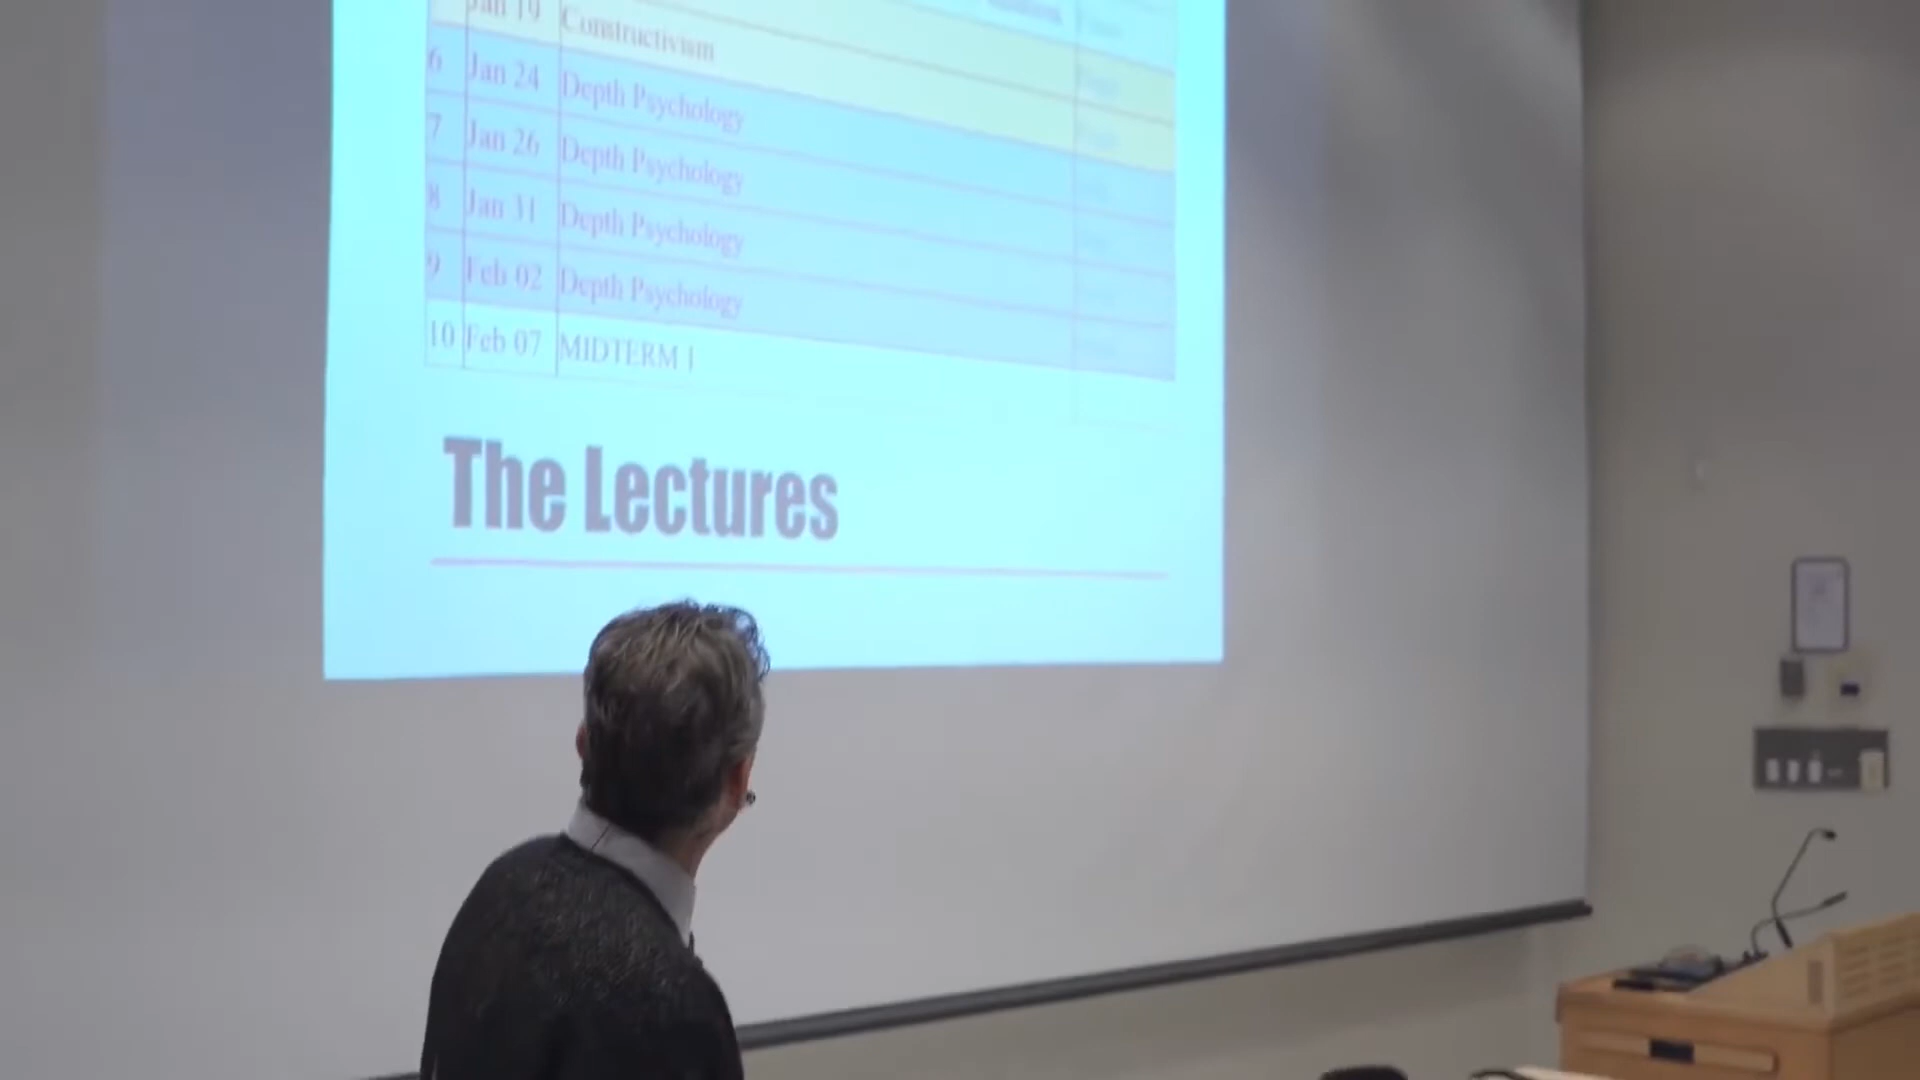 Jan 19 Constructivism
6 Jan 24 Depth Psychology
7 Jan 26 Depth Psychology
8 Jan 31 Depth Psychology
9 Feb 02 Depth Psychology
10 Feb 07 MIDTERM 1
The Lectures